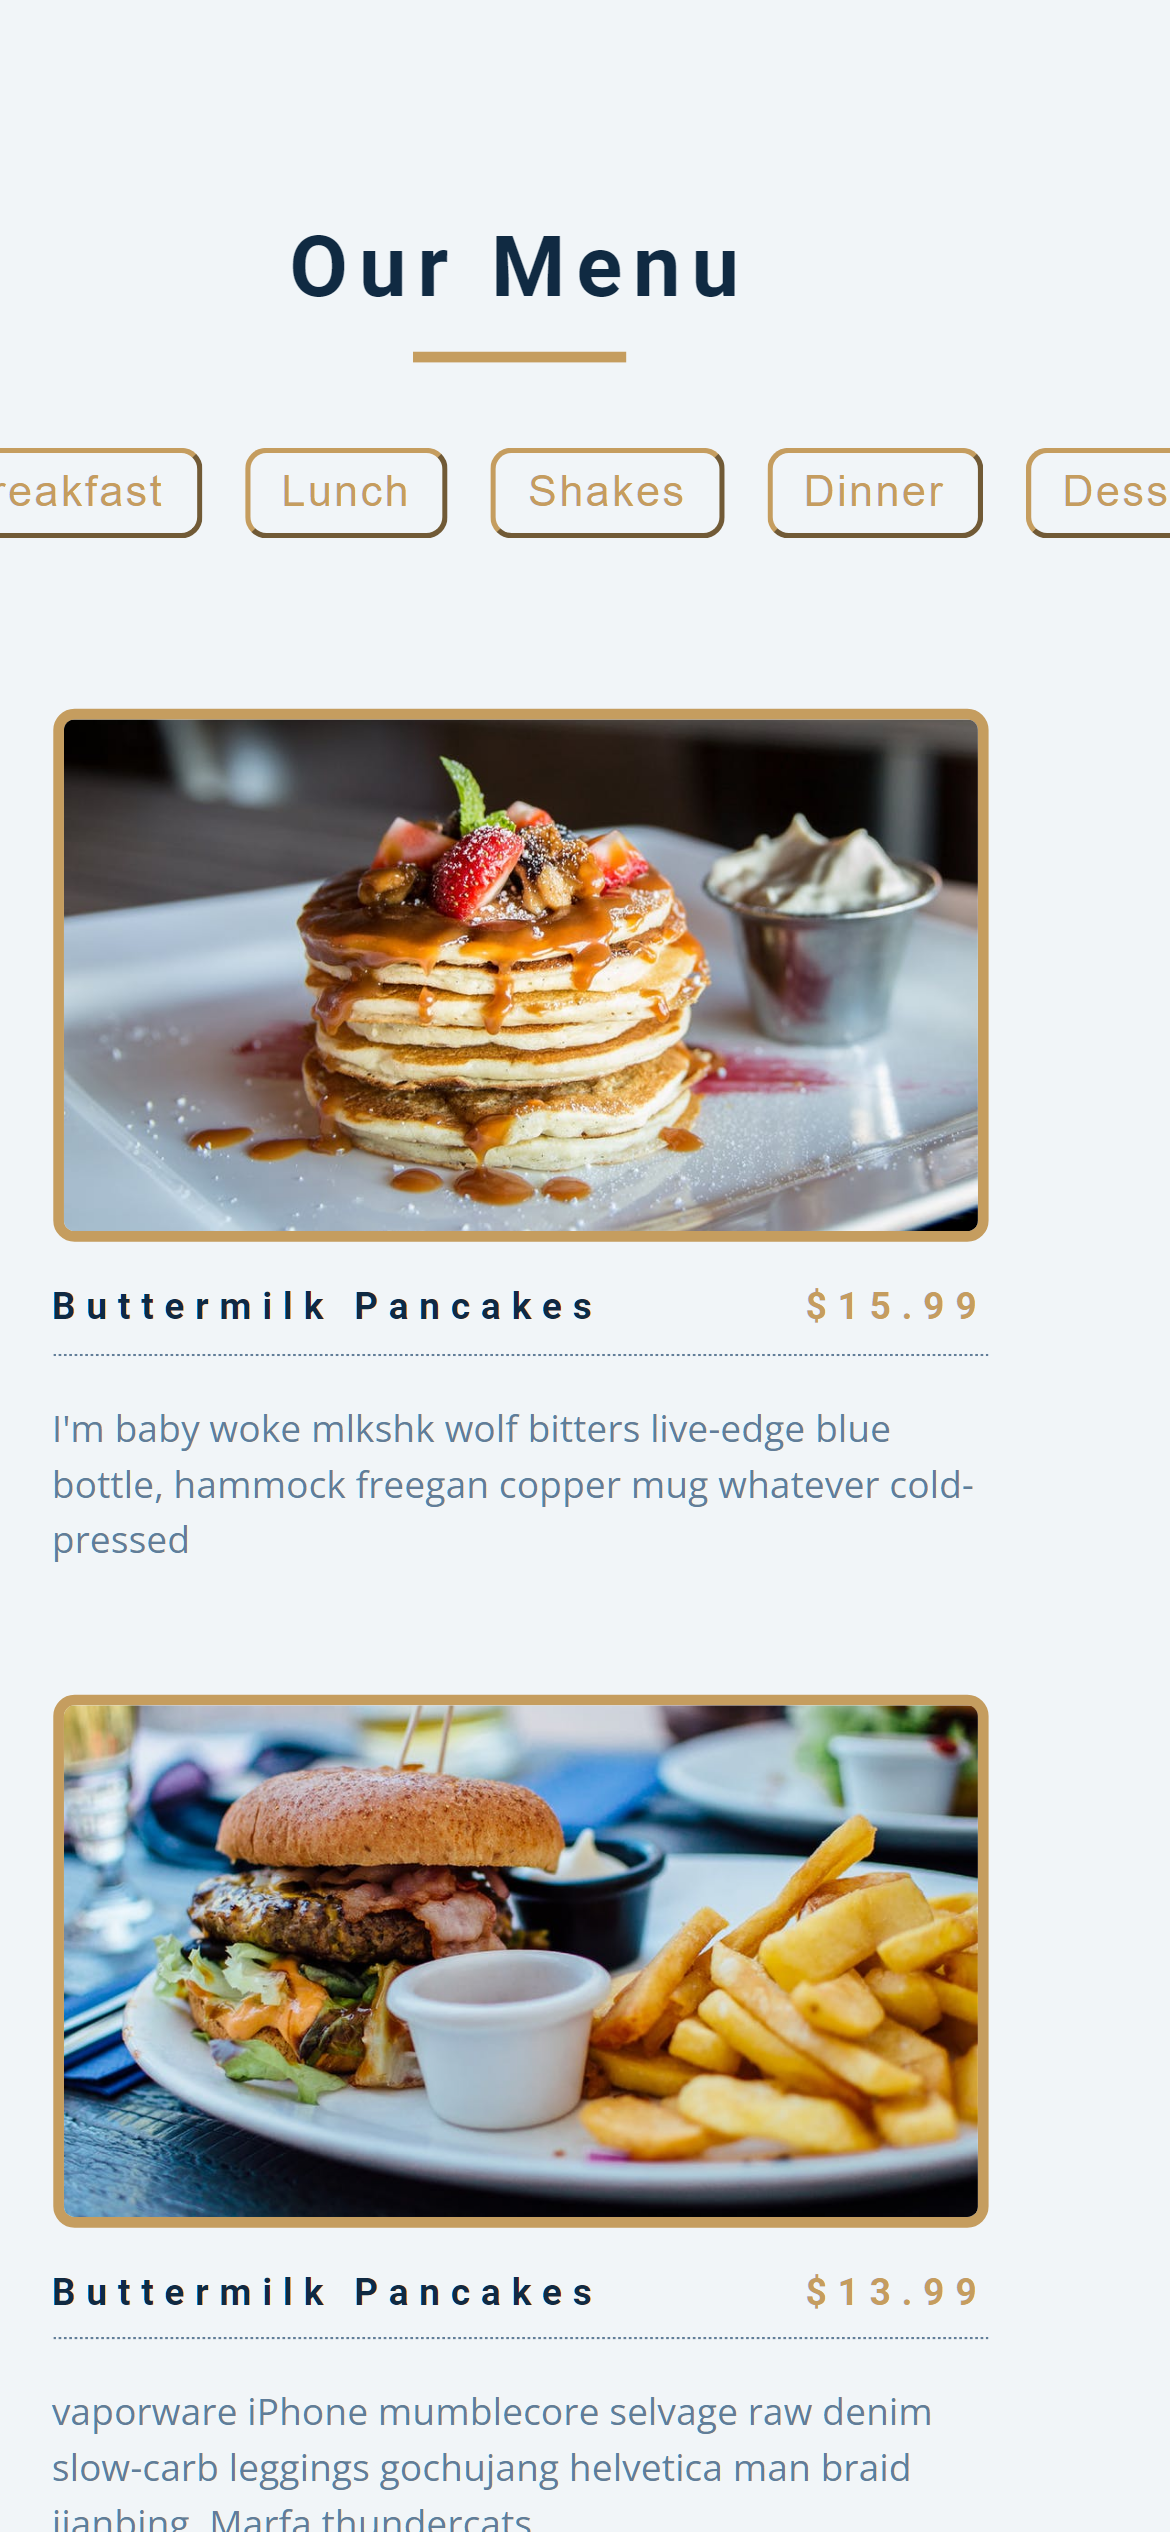 Our Menu
reakfast Lunch Shakes Dinner Dess
Buttermilk Pancakes $15.99
I'm baby woke mlkshk wolf bitters live-edge blue
bottle, hammock freegan copper mug whatever cold-
pressed
Buttermilk Pancakes $13.99
vaporware iPhone mumblecore selvage raw denim
slow-carb leggings gochujang helvetica man braid
jianbing. Marfa thundercats